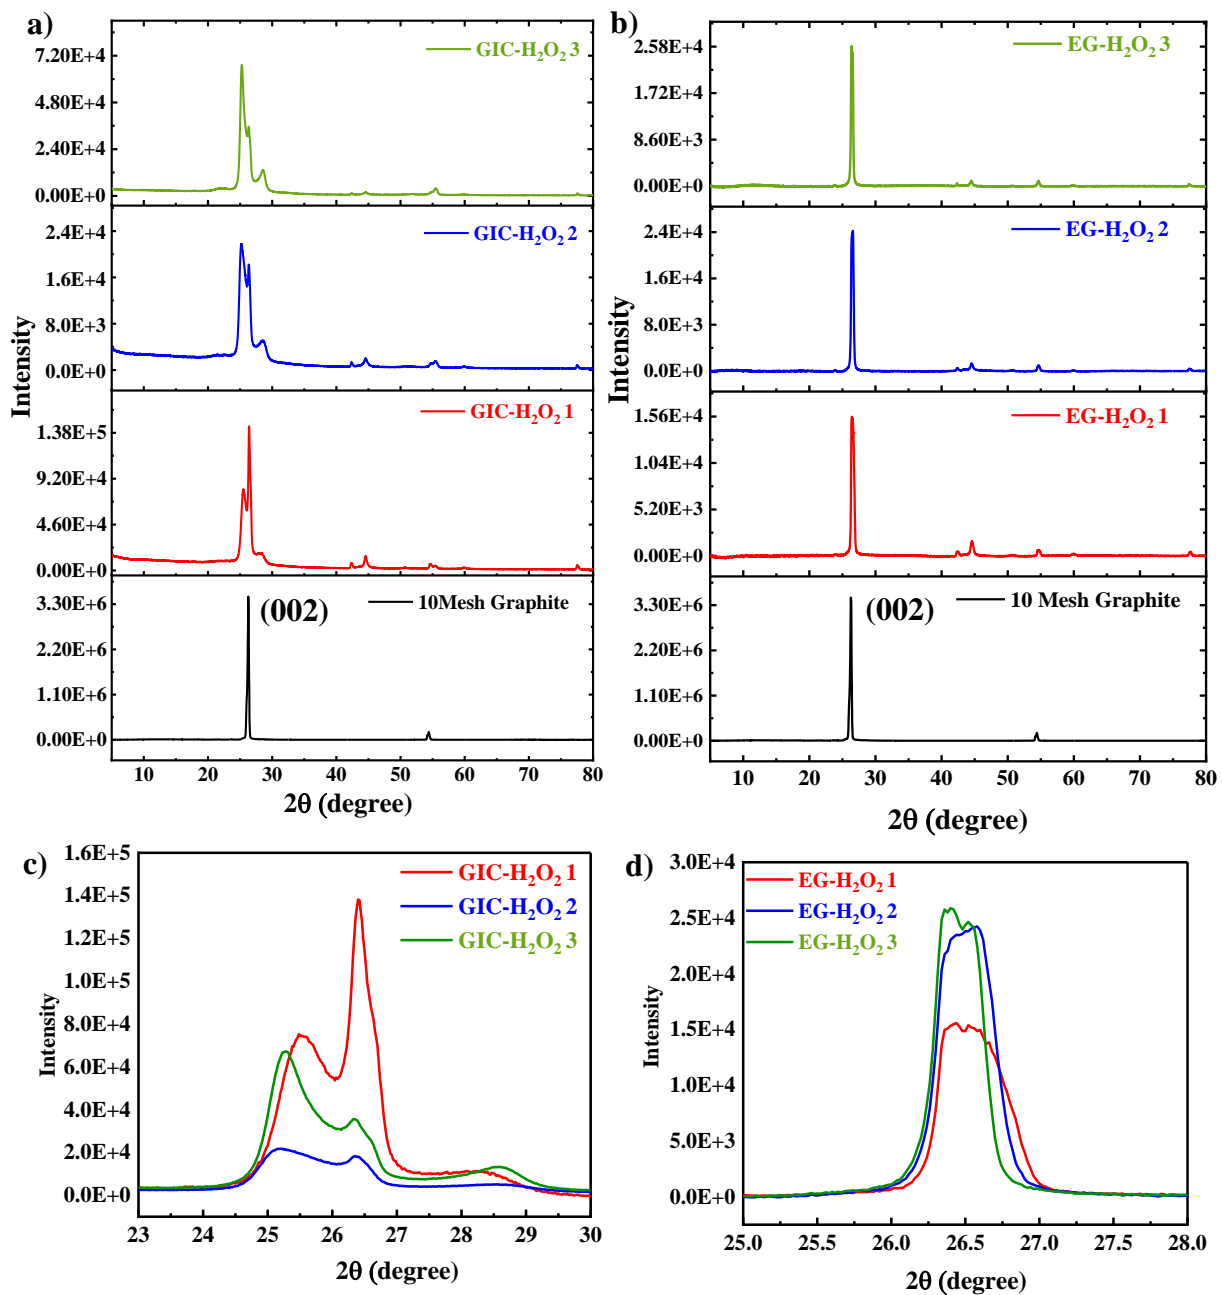 a)
GIC-H₂O₂ 3
7.20E+4
4.80E+4
2.40E+4
0.00E+0
GIC-H₂O₂ 2
2.4E+4
1.6E+4
8.0E+3
0.0E+0
GIC-H₂O₂ 1
1.38E+5
9.20E+4
4.60E+4
0.00E+0
10Mesh Graphite
(002)
3.30E+6
2.20E+6
1.10E+6
0.00E+0
Intensity
10 20 30 40 50 60 70 80
2θ (degree)
b)
EG-H₂O₂ 3
2.58E+4
1.72E+4
8.60E+3
0.00E+0
EG-H₂O₂ 2
2.4E+4
1.6E+4
8.0E+3
0.0E+0
EG-H₂O₂ 1
1.56E+4
1.04E+4
5.20E+3
0.00E+0
10 Mesh Graphite
(002)
3.30E+6
2.20E+6
1.10E+6
0.00E+0
Intensity
10 20 30 40 50 60 70 80
2θ (degree)
c)
GIC-H₂O₂ 1
GIC-H₂O₂ 2
GIC-H₂O₂ 3
1.6E+5
1.4E+5
1.2E+5
1.0E+5
8.0E+4
6.0E+4
4.0E+4
2.0E+4
0.0E+0
Intensity
23 24 25 26 27 28 29 30
2θ (degree)
d)
EG-H₂O₂ 1
EG-H₂O₂ 2
EG-H₂O₂ 3
3.0E+4
2.5E+4
2.0E+4
1.5E+4
1.0E+4
5.0E+3
0.0E+0
Intensity
25.0 25.5 26.0 26.5 27.0 27.5 28.0
2θ (degree)